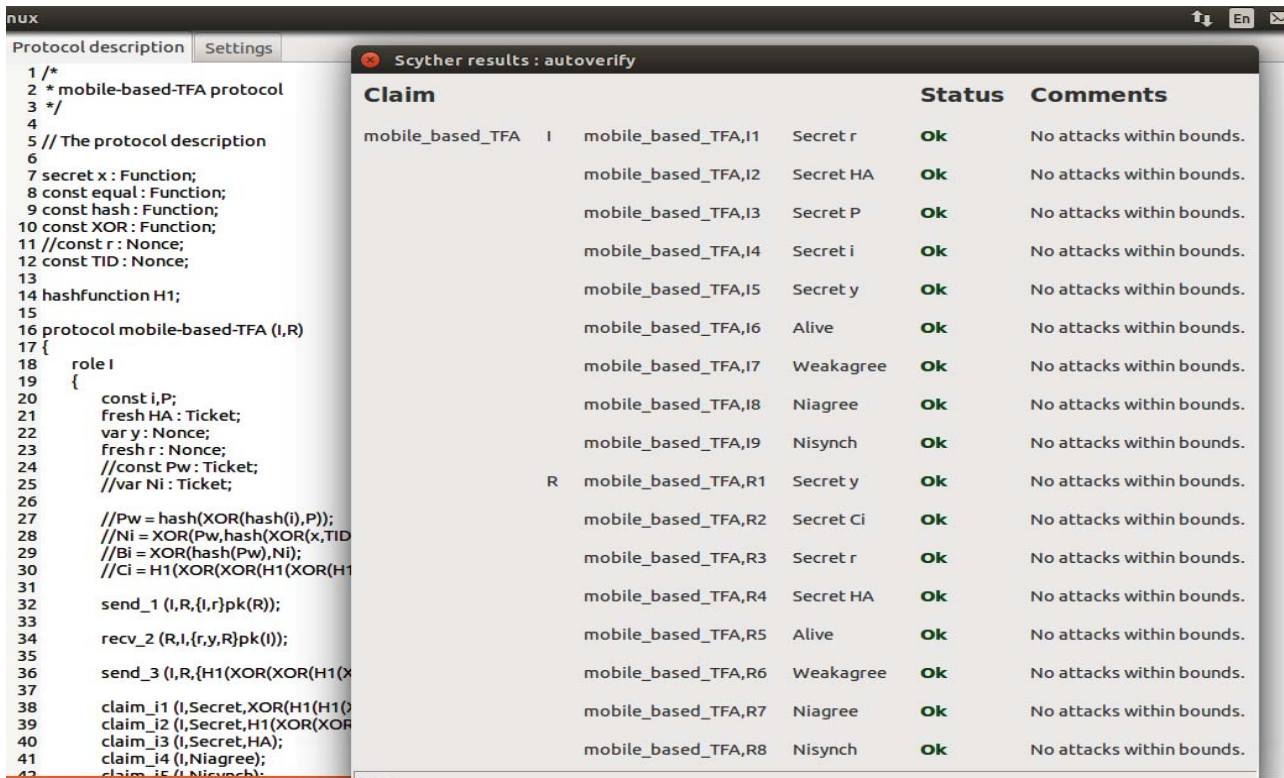 nux
En
Protocol description Settings
1 /*
2 * mobile-based-TFA protocol
3 */
4
5 // The protocol description
6
7 secret x : Function;
8 const equal : Function;
9 const hash : Function;
10 const XOR : Function;
11 //const r : Nonce;
12 const TID : Nonce;
13
14 hashfunction H1;
15
16 protocol mobile-based-TFA (I,R)
17 {
18 role I
19 {
20 const i,P;
21 fresh HA : Ticket;
22 var y : Nonce;
23 fresh r : Nonce;
24 //const Pw : Ticket;
25 //var Ni : Ticket;
26
27 //Pw = hash(XOR(hash(i),P));
28 //Ni = XOR(Pw,hash(XOR(x,TID
29 //Bi = XOR(hash(Pw),Ni);
30 //Ci = H1(XOR(XOR(H1(XOR(H1
31
32 send_1 (I,R,{I,r}pk(R));
33
34 recv_2 (R,I,{r,y,R}pk(I));
35
36 send_3 (I,R,{H1(XOR(XOR(H1(X
37
38 claim_i1 (I,Secret,XOR(H1(H1(X
39 claim_i2 (I,Secret,H1(XOR(XOR
40 claim_i3 (I,Secret,HA);
41 claim_i4 (I,Niagree);
42 claim_i5 (I,Nisynch);
Scyther results : autoverify
Claim Status Comments
mobile_based_TFA I mobile_based_TFA,I1 Secret r Ok No attacks within bounds.
mobile_based_TFA,I2 Secret HA Ok No attacks within bounds.
mobile_based_TFA,I3 Secret P Ok No attacks within bounds.
mobile_based_TFA,I4 Secret i Ok No attacks within bounds.
mobile_based_TFA,I5 Secret y Ok No attacks within bounds.
mobile_based_TFA,I6 Alive Ok No attacks within bounds.
mobile_based_TFA,I7 Weakagree Ok No attacks within bounds.
mobile_based_TFA,I8 Niagree Ok No attacks within bounds.
mobile_based_TFA,I9 Nisynch Ok No attacks within bounds.
R mobile_based_TFA,R1 Secret y Ok No attacks within bounds.
mobile_based_TFA,R2 Secret Ci Ok No attacks within bounds.
mobile_based_TFA,R3 Secret r Ok No attacks within bounds.
mobile_based_TFA,R4 Secret HA Ok No attacks within bounds.
mobile_based_TFA,R5 Alive Ok No attacks within bounds.
mobile_based_TFA,R6 Weakagree Ok No attacks within bounds.
mobile_based_TFA,R7 Niagree Ok No attacks within bounds.
mobile_based_TFA,R8 Nisynch Ok No attacks within bounds.